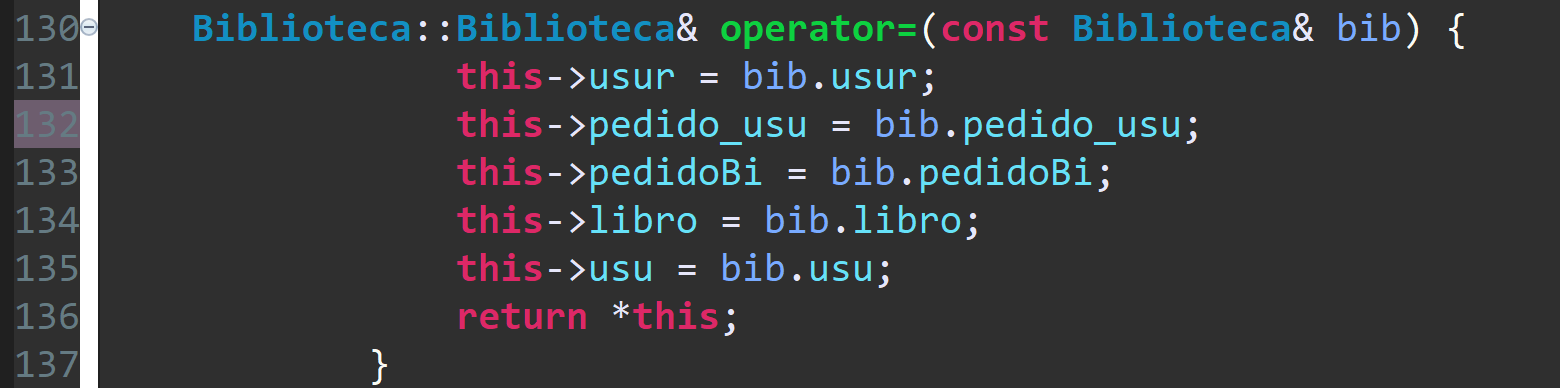 130 Biblioteca::Biblioteca& operator=(const Biblioteca& bib) {
131 this->usur = bib.usur;
132 this->pedido_usu = bib.pedido_usu;
133 this->pedidoBi = bib.pedidoBi;
134 this->libro = bib.libro;
135 this->usu = bib.usu;
136 return *this;
137 }